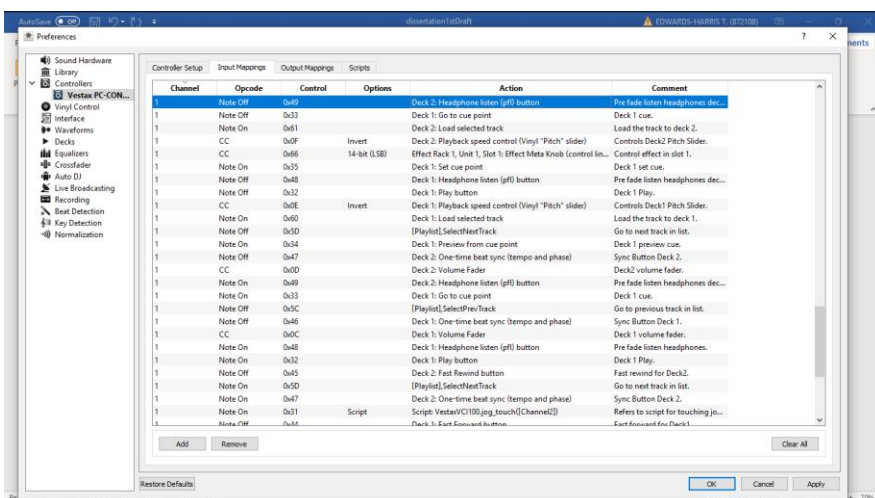 AutoSave Off dissertation1stDraft EDWARDS-HARRIS T. (872108)
Preferences ? ×
Sound Hardware
Library
Controllers
Vestax PC-CON...
Vinyl Control
Interface
Waveforms
Decks
Equalizers
Crossfader
Auto DJ
Live Broadcasting
Recording
Beat Detection
Key Detection
Normalization
Controller Setup Input Mappings Output Mappings Scripts
Channel Opcode Control Options Action Comment
1 Note Off 0x49 Deck 2: Headphone listen (pfl) button Pre fade listen headphones dec...
1 Note Off 0x33 Deck 1: Go to cue point Deck 1 cue.
1 Note On 0x61 Deck 2: Load selected track Load the track to deck 2.
1 CC 0x0F Invert Deck 2: Playback speed control (Vinyl "Pitch" slider) Controls Deck2 Pitch Slider.
1 CC 0x66 14-bit (LSB) Effect Rack 1, Unit 1, Slot 1: Effect Meta Knob (control lin... Control effect in slot 1.
1 Note On 0x35 Deck 1: Set cue point Deck 1 set cue.
1 Note Off 0x48 Deck 1: Headphone listen (pfl) button Pre fade listen headphones dec...
1 Note Off 0x32 Deck 1: Play button Deck 1 Play.
1 CC 0x0E Invert Deck 1: Playback speed control (Vinyl "Pitch" slider) Controls Deck1 Pitch Slider.
1 Note On 0x60 Deck 1: Load selected track Load the track to deck 1.
1 Note Off 0x5D [Playlist],SelectNextTrack Go to next track in list.
1 Note On 0x34 Deck 1: Preview from cue point Deck 1 preview cue.
1 Note Off 0x47 Deck 2: One-time beat sync (tempo and phase) Sync Button Deck 2.
1 CC 0x0D Deck 2: Volume Fader Deck2 volume fader.
1 Note On 0x49 Deck 2: Headphone listen (pfl) button Pre fade listen headphones dec...
1 Note On 0x33 Deck 1: Go to cue point Deck 1 cue.
1 Note Off 0x5C [Playlist],SelectPrevTrack Go to previous track in list.
1 Note Off 0x46 Deck 1: One-time beat sync (tempo and phase) Sync Button Deck 1.
1 CC 0x0C Deck 1: Volume Fader Deck 1 volume fader.
1 Note On 0x48 Deck 1: Headphone listen (pfl) button Pre fade listen headphones.
1 Note On 0x32 Deck 1: Play button Deck 1 Play.
1 Note Off 0x45 Deck 2: Fast Rewind button Fast rewind for Deck2.
1 Note On 0x5D [Playlist],SelectNextTrack Go to next track in list.
1 Note On 0x47 Deck 2: One-time beat sync (tempo and phase) Sync Button Deck 2.
1 Note On 0x31 Script Script: VestaxVCI100.jog_touch([Channel2]) Refers to script for touching jo...
1 Note Off 0x44 Deck 1: Fast Forward button Fast forward for Deck1
Add Remove Clear All
Restore Defaults OK Cancel Apply